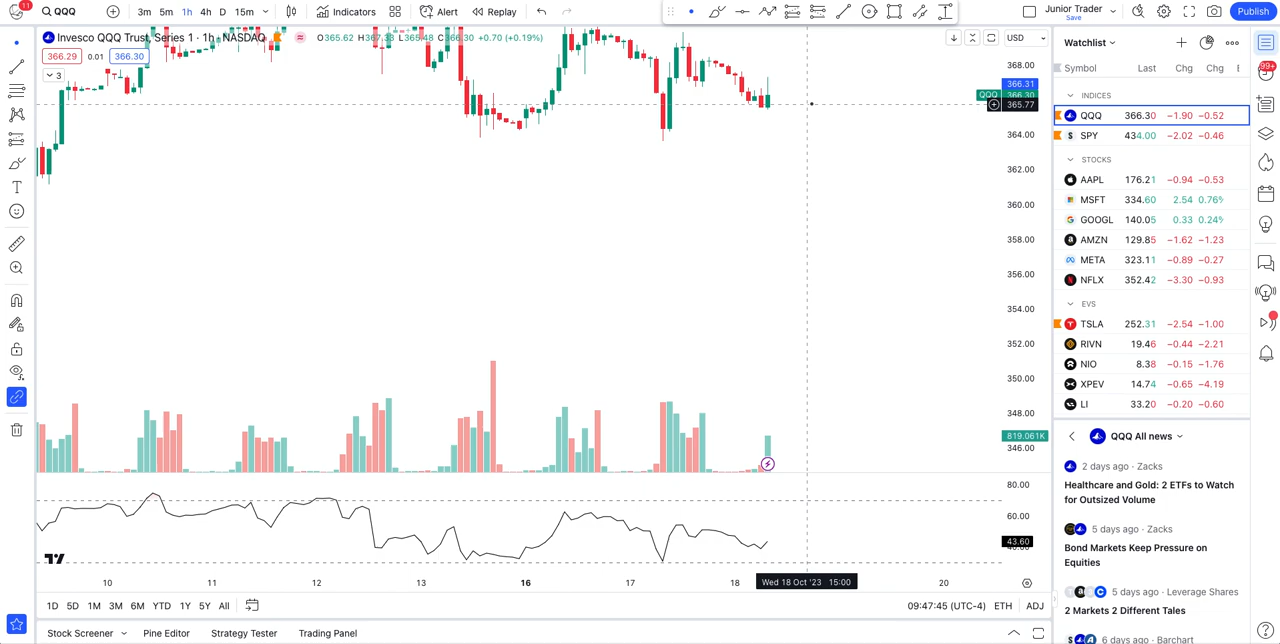 11 QQQ 3m 5m 1h 4h D 15m Indicators Alert Replay Junior Trader Save Publish
Invesco QQQ Trust, Series 1 · 1h · NASDAQ O365.62 H367.33 L365.48 C366.30 +0.70 (+0.19%) USD
366.29 0.01 366.30
3
368.00
366.31
QQQ 366.30
365.77
364.00
362.00
360.00
358.00
356.00
354.00
352.00
350.00
348.00
819.061K
346.00
80.00
60.00
43.60
40.00
10 11 12 13 16 17 18 Wed 18 Oct '23 15:00 20
1D 5D 1M 3M 6M YTD 1Y 5Y All 09:47:45 (UTC-4) ETH ADJ
Stock Screener Pine Editor Strategy Tester Trading Panel
Watchlist
Symbol Last Chg Chg
INDICES
QQQ 366.30 −1.90 −0.52
SPY 434.00 −2.02 −0.46
STOCKS
AAPL 176.21 −0.94 −0.53
MSFT 334.60 2.54 0.76%
GOOGL 140.05 0.33 0.24%
AMZN 129.85 −1.62 −1.23
META 323.11 −0.89 −0.27
NFLX 352.42 −3.30 −0.93
EVS
TSLA 252.31 −2.54 −1.00
RIVN 19.46 −0.44 −2.21
NIO 8.38 −0.15 −1.76
XPEV 14.74 −0.65 −4.19
LI 33.20 −0.20 −0.60
QQQ All news
2 days ago · Zacks
Healthcare and Gold: 2 ETFs to Watch
for Outsized Volume
5 days ago · Zacks
Bond Markets Keep Pressure on
Equities
5 days ago · Leverage Shares
2 Markets 2 Different Tales
6 days ago · Barchart
99+